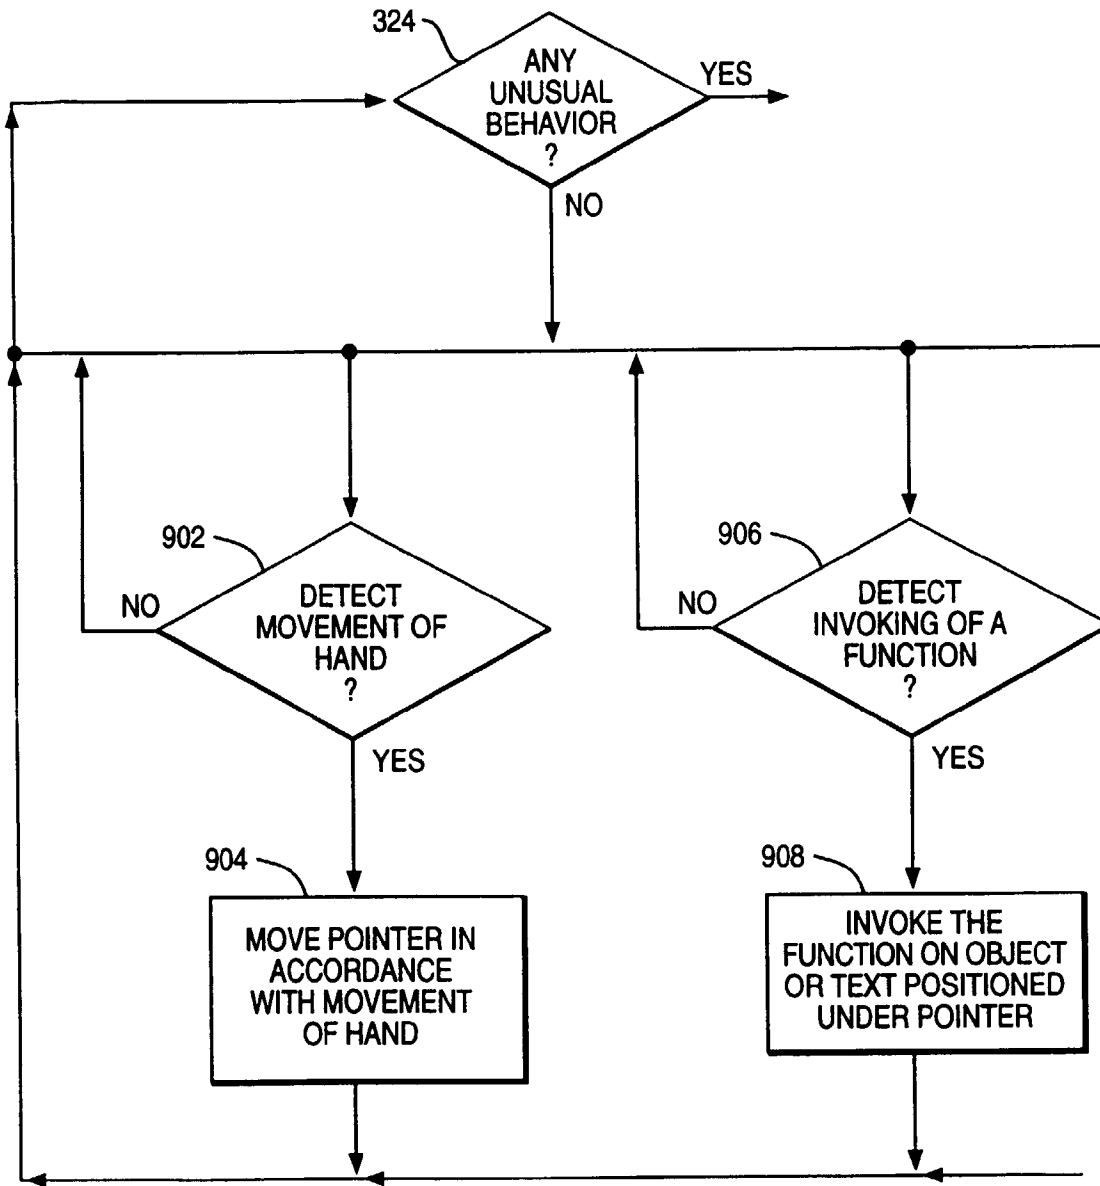 324
ANY
UNUSUAL
BEHAVIOR
?
YES
NO
902
NO
DETECT
MOVEMENT OF
HAND
?
YES
906
NO
DETECT
INVOKING OF A
FUNCTION
?
YES
904
MOVE POINTER IN
ACCORDANCE
WITH MOVEMENT
OF HAND
908
INVOKE THE
FUNCTION ON OBJECT
OR TEXT POSITIONED
UNDER POINTER